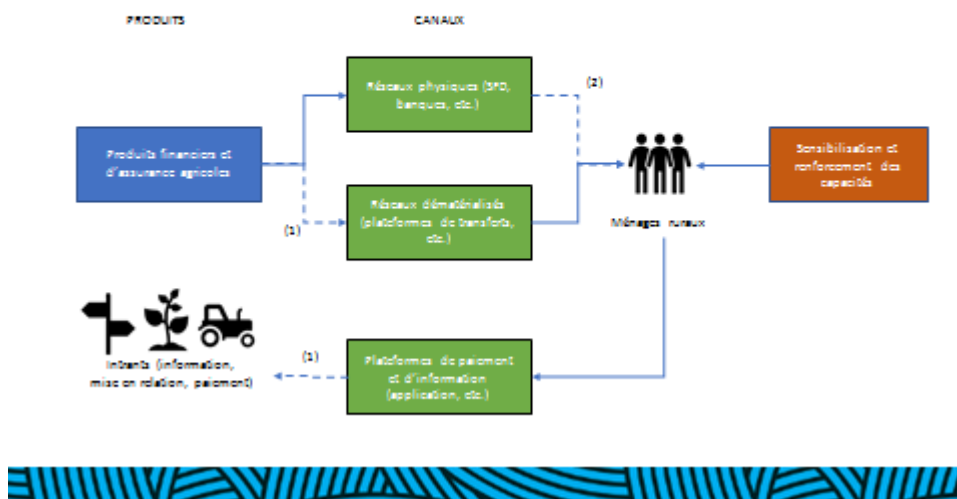 PRODUITS
CANAUX
Réseaux physiques (SFD,
banques, etc.)
(2)
Produits financiers et
d'assurance agricoles
Sensibilisation et
renforcement des
capacités
Réseaux dématérialisés
(plateformes de transferts,
etc.)
(1)
Ménages ruraux
Intrants (information,
mise en relation, paiement)
(1)
Plateformes de paiement
et d'information
(application, etc.)